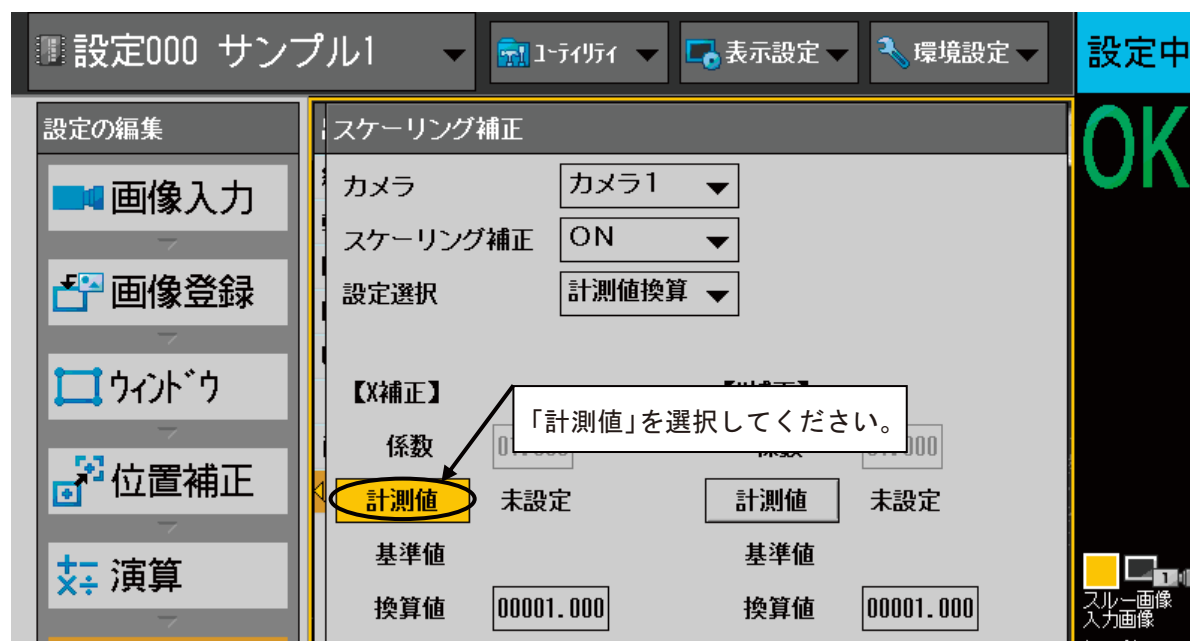 設定000 サンプル1
ユーティリティ
表示設定
環境設定
設定中
設定の編集
画像入力
画像登録
ウィンドウ
位置補正
演算
スケーリング補正
カメラ
カメラ1
スケーリング補正
ON
設定選択
計測値換算
【X補正】
「計測値」を選択してください。
係数
計測値
未設定
計測値
未設定
基準値
基準値
換算値
00001.000
換算値
00001.000
OK
1
スルー画像
入力画像